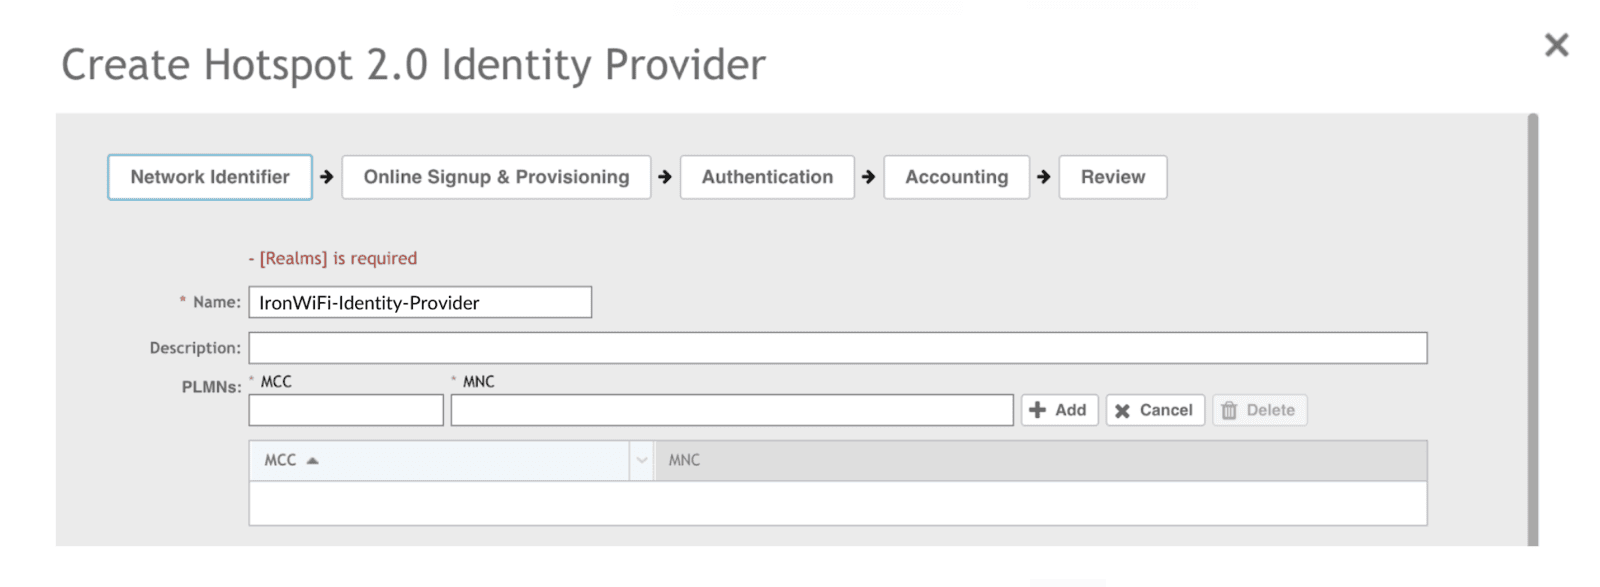 Create Hotspot 2.0 Identity Provider
Network Identifier Online Signup & Provisioning Authentication Accounting Review
- [Realms] is required
* Name: IronWiFi-Identity-Provider
Description:
PLMNs: * MCC * MNC
Add Cancel Delete
MCC MNC